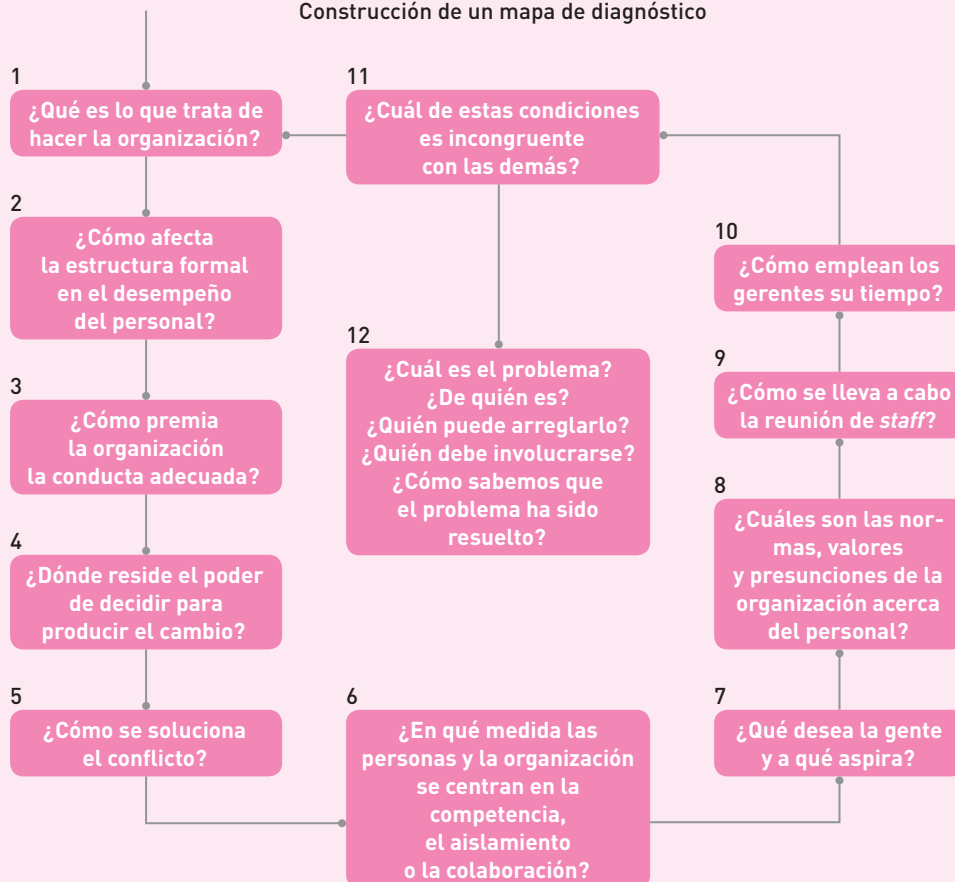 Construcción de un mapa de diagnóstico
1
¿Qué es lo que trata de
hacer la organización?
2
¿Cómo afecta
la estructura formal
en el desempeño
del personal?
3
¿Cómo premia
la organización
la conducta adecuada?
4
¿Dónde reside el poder
de decidir para
producir el cambio?
5
¿Cómo se soluciona
el conflicto?
6
¿En qué medida las
personas y la organización
se centran en la
competencia,
el aislamiento
o la colaboración?
7
¿Qué desea la gente
y a qué aspira?
8
¿Cuáles son las nor-
mas, valores
y presunciones de la
organización acerca
del personal?
9
¿Cómo se lleva a cabo
la reunión de staff?
10
¿Cómo emplean los
gerentes su tiempo?
11
¿Cuál de estas condiciones
es incongruente
con las demás?
12
¿Cuál es el problema?
¿De quién es?
¿Quién puede arreglarlo?
¿Quién debe involucrarse?
¿Cómo sabemos que
el problema ha sido
resuelto?